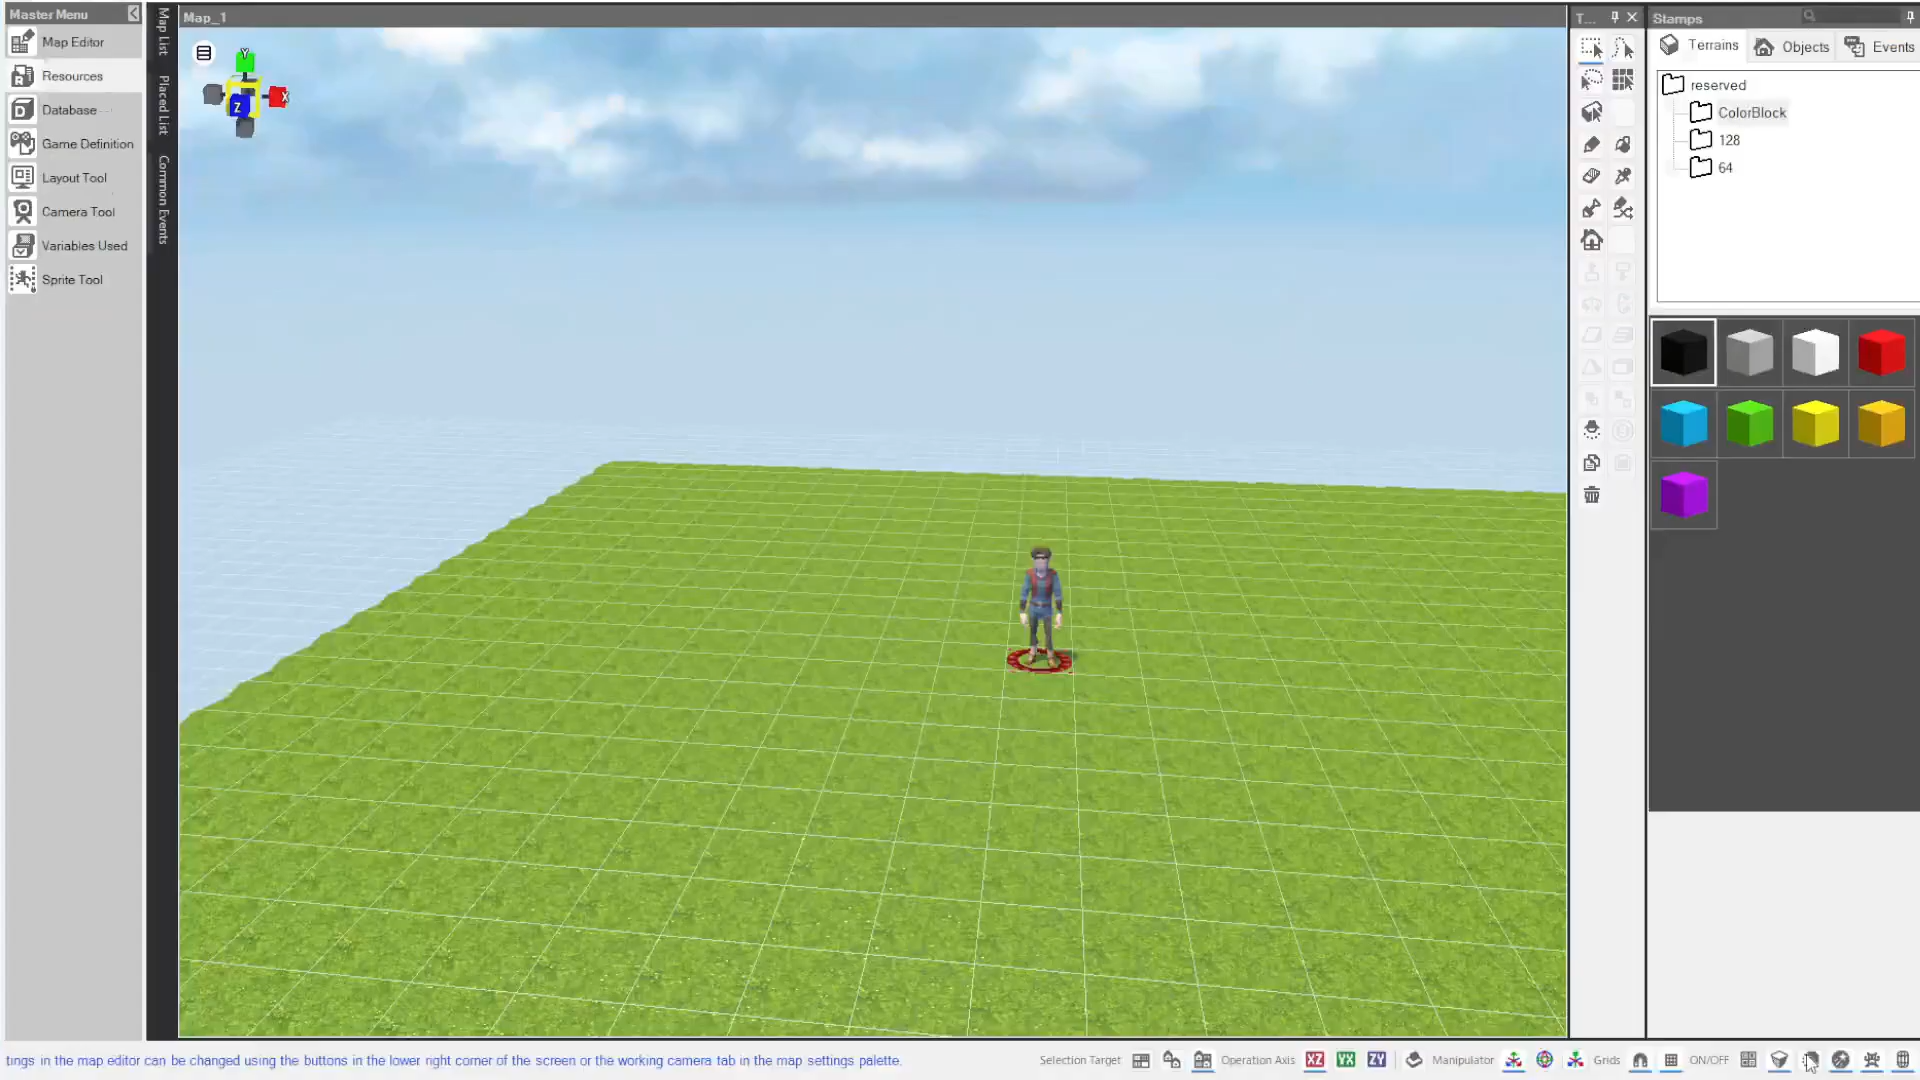 Master Menu
Map Editor
Resources
Database
Game Definition
Layout Tool
Camera Tool
Variables Used
Sprite Tool
Map List
Placed List
Common Events
Map_1
Y
X
Z
T...
Stamps
Terrains
Objects
Events
reserved
ColorBlock
128
64
tings in the map editor can be changed using the buttons in the lower right corner of the screen or the working camera tab in the map settings palette.
Selection Target
Operation Axis
XZ
YX
ZY
Manipulator
Grids
ON/OFF